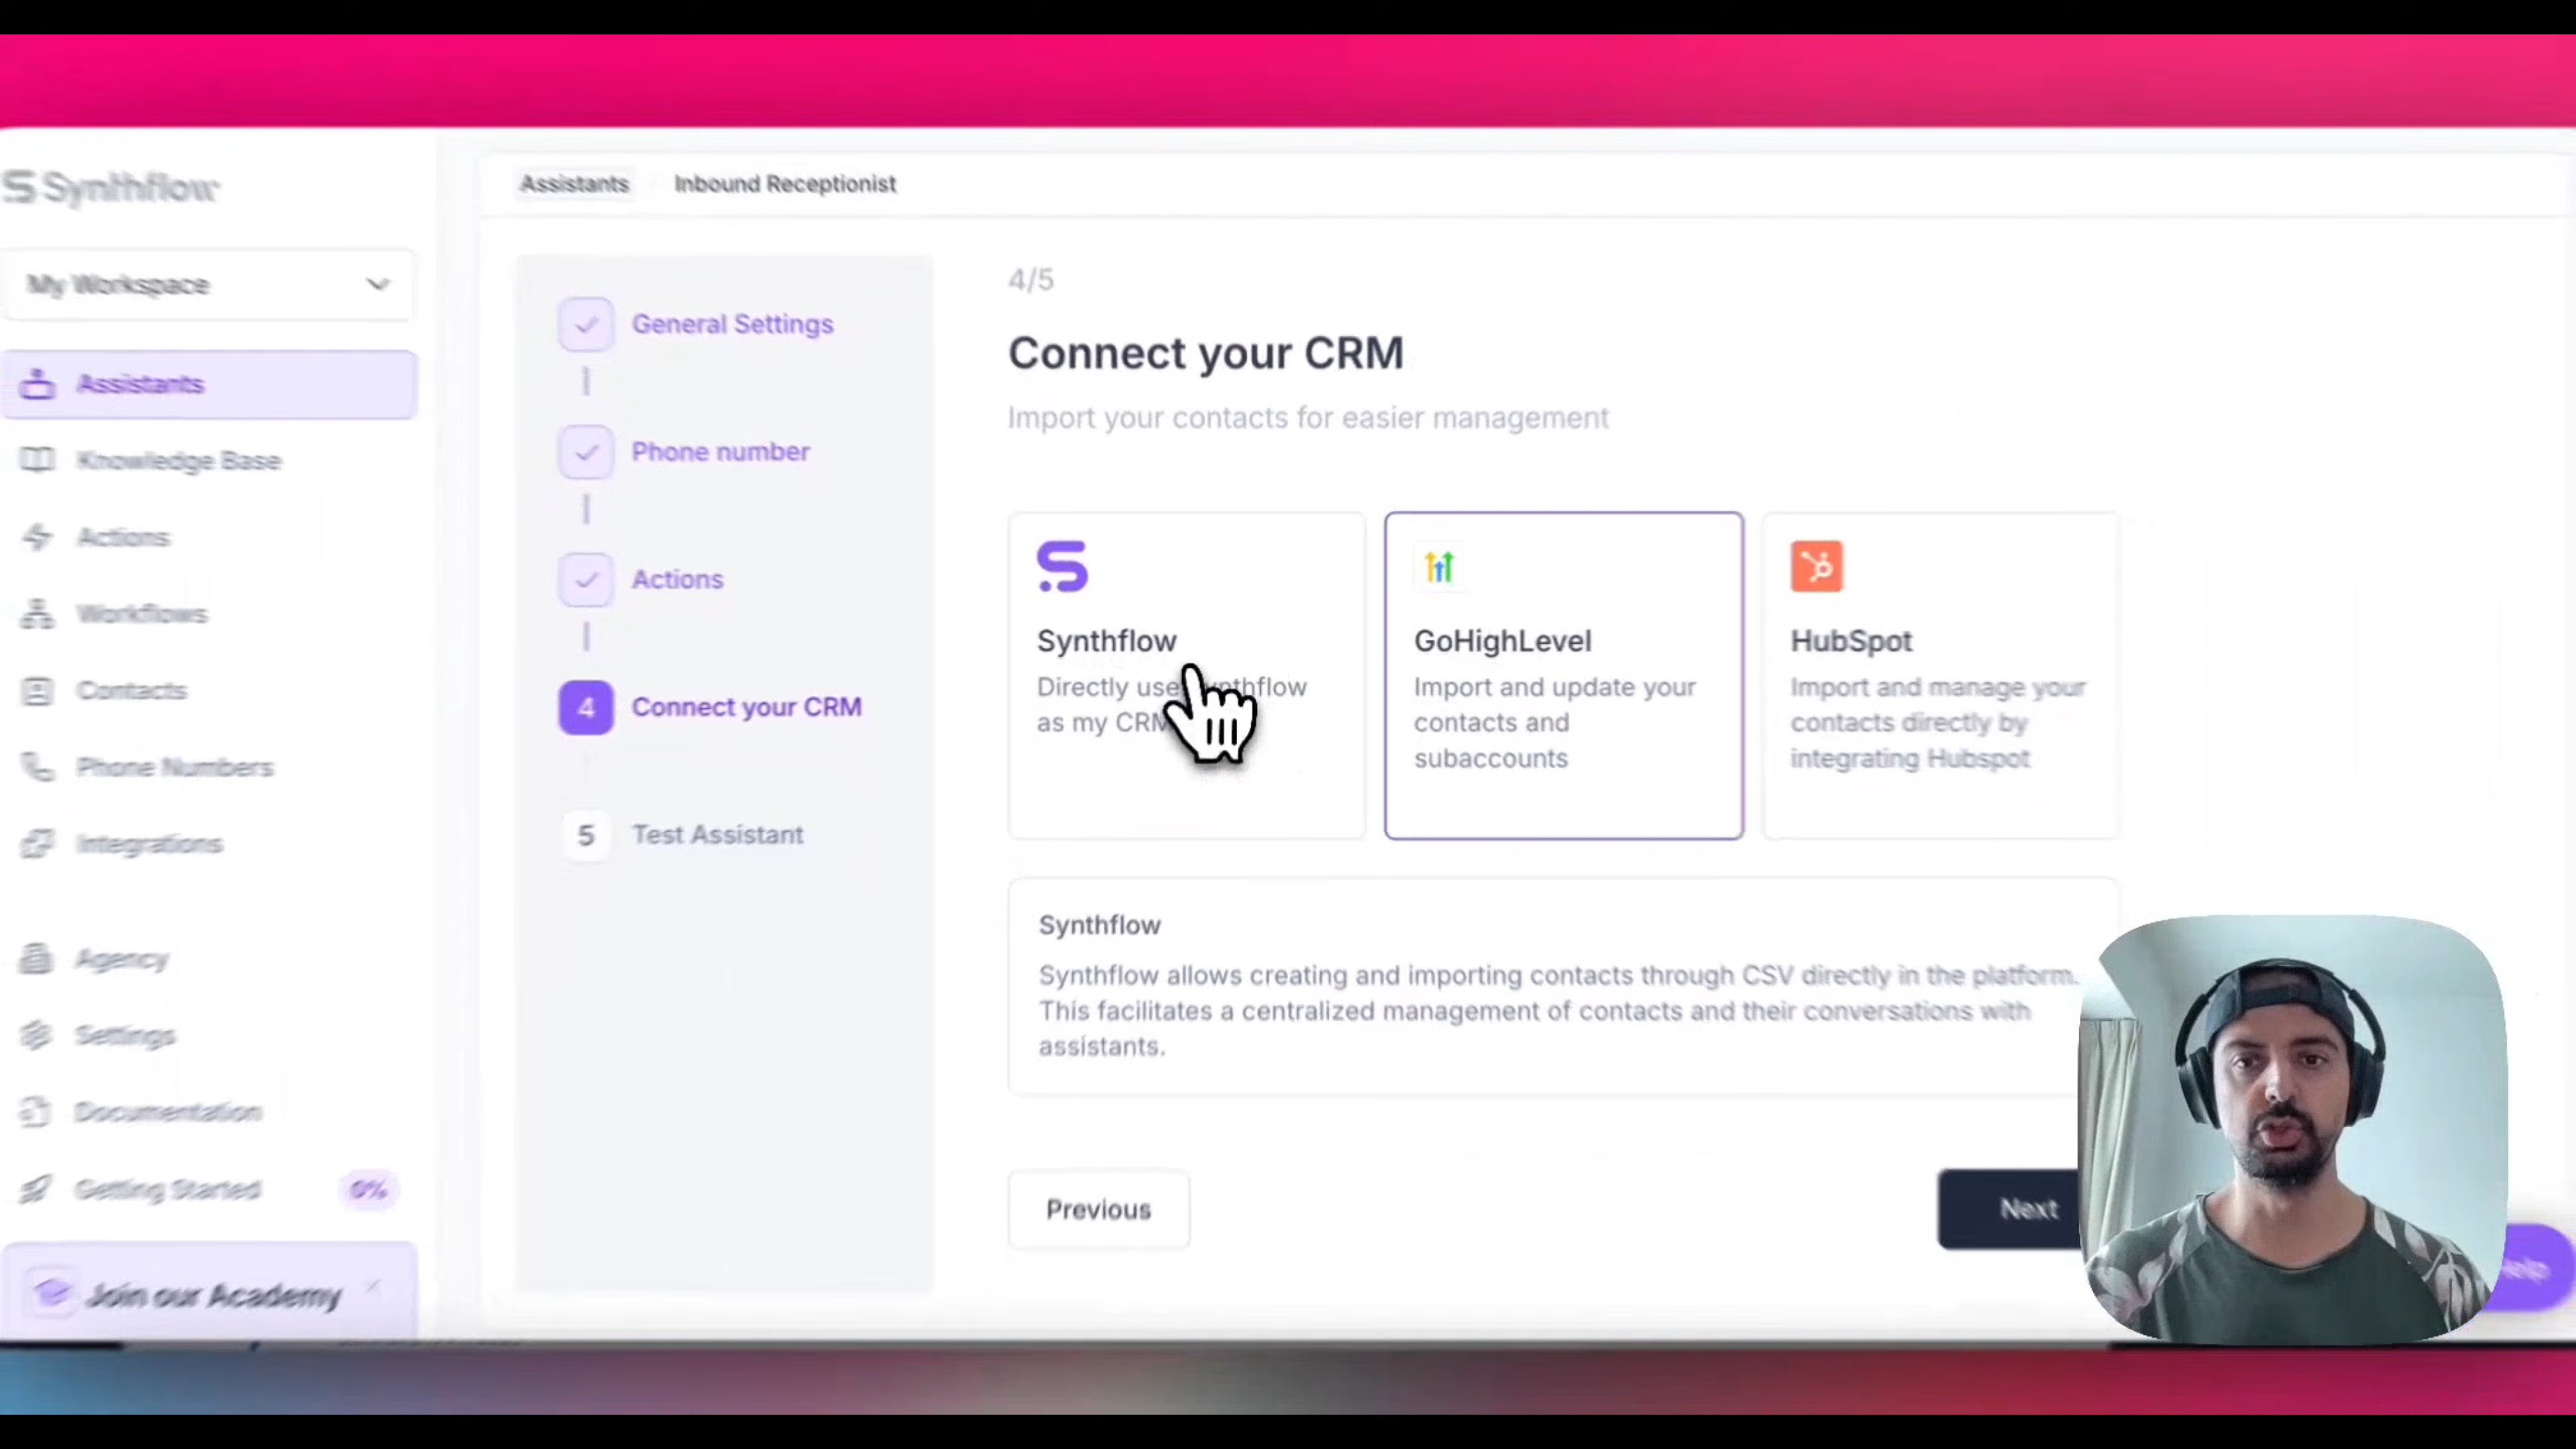 Synthflow
My Workspace
Assistants
Knowledge Base
Actions
Workflows
Contacts
Phone Numbers
Integrations
Agency
Settings
Documentation
Getting Started 0%
Join our Academy
Assistants Inbound Receptionist
General Settings
Phone number
Actions
4 Connect your CRM
5 Test Assistant
4/5
Connect your CRM
Import your contacts for easier management
Synthflow
Directly use Synthflow
as my CRM
GoHighLevel
Import and update your
contacts and
subaccounts
HubSpot
Import and manage your
contacts directly by
integrating Hubspot
Synthflow
Synthflow allows creating and importing contacts through CSV directly in the platform.
This facilitates a centralized management of contacts and their conversations with
assistants.
Previous
Next